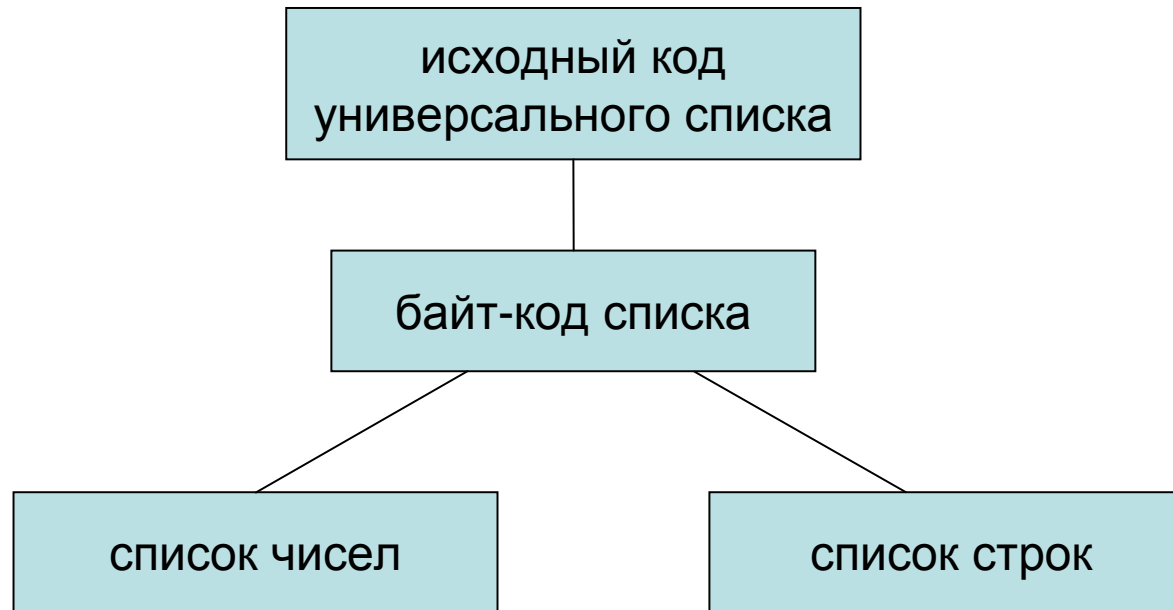 исходный код
универсального списка
байт-код списка
список чисел
список строк